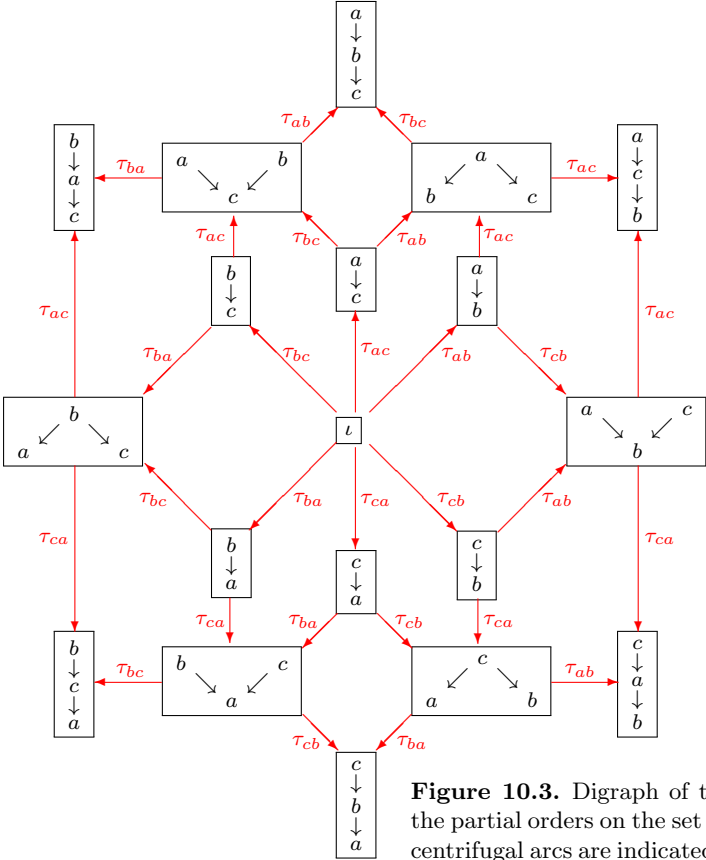 a
b
c
τab
τbc
b
a
c
τba
a b
c
a
b c
τac
a
c
b
τac
τbc
τab
τac
b
c
a
c
a
b
τac
τba
τbc
τac
τab
τcb
τac
b
a c
ι
a c
b
τca
τbc
τba
τca
τcb
τab
τca
b
a
c
a
c
b
τca
τba
τcb
τca
b
c
a
τbc
b c
a
c
a b
τab
c
a
b
τcb
τba
c
b
a
Figure 10.3. Digraph of t
the partial orders on the set
centrifugal arcs are indicated